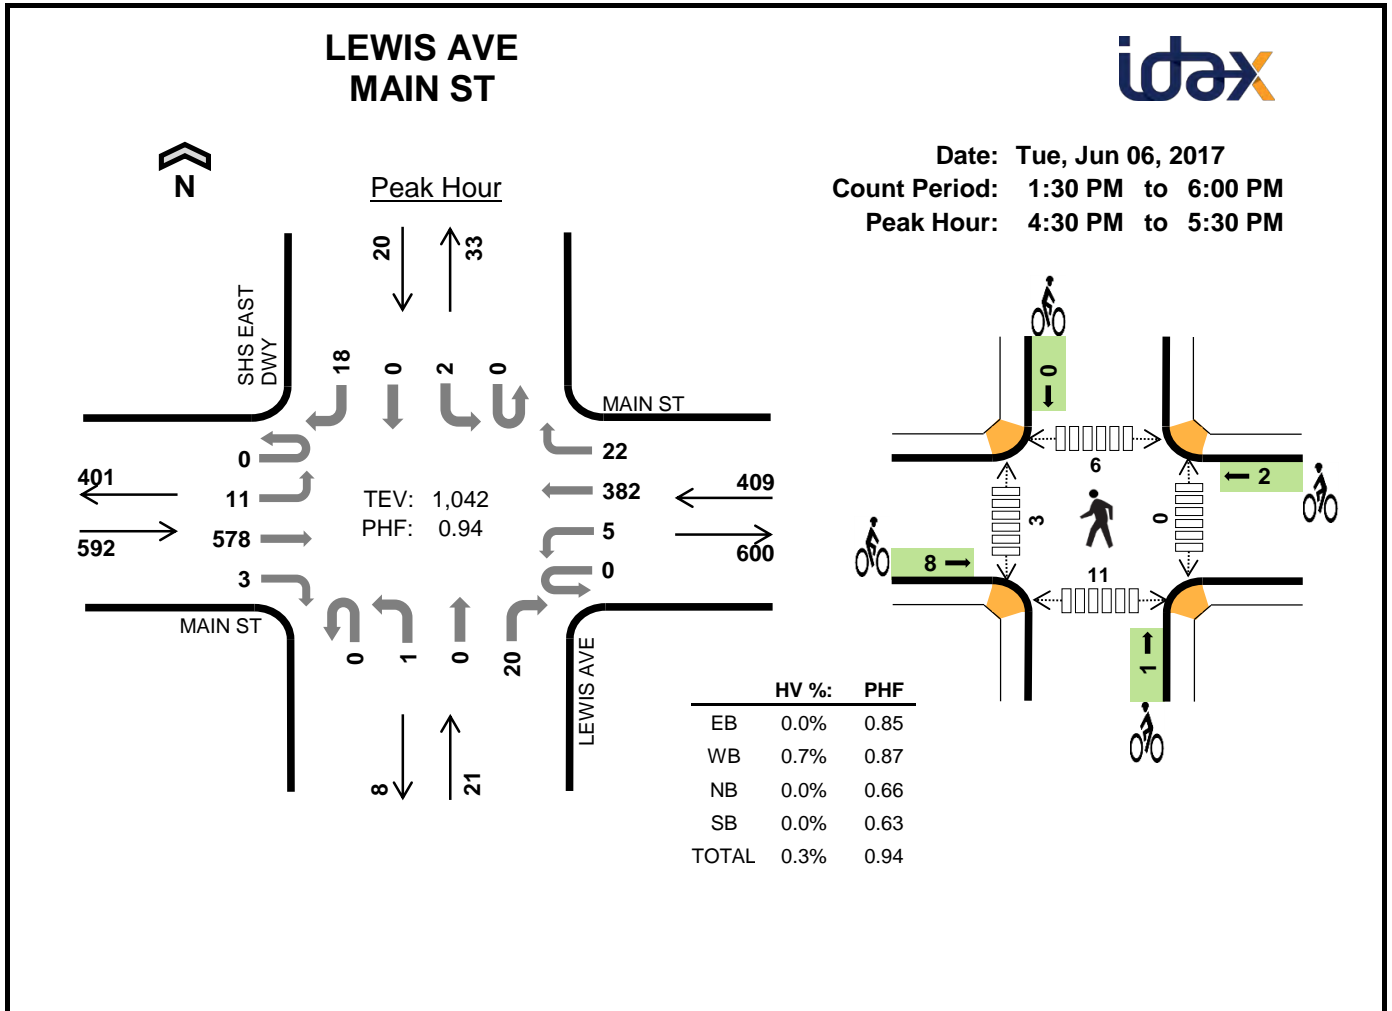 LEWIS AVE
MAIN ST
idax
N
Peak Hour
Date: Tue, Jun 06, 2017
Count Period: 1:30 PM to 6:00 PM
Peak Hour: 4:30 PM to 5:30 PM
20
33
SHS EAST
DWY
18
0
2
0
MAIN ST
0
22
401
11
382
409
TEV: 1,042
PHF: 0.94
592
578
5
600
3
0
MAIN ST
0
1
0
20
LEWIS AVE
8
21
0
6
2
3
0
8
11
1
HV %: PHF
EB 0.0% 0.85
WB 0.7% 0.87
NB 0.0% 0.66
SB 0.0% 0.63
TOTAL 0.3% 0.94